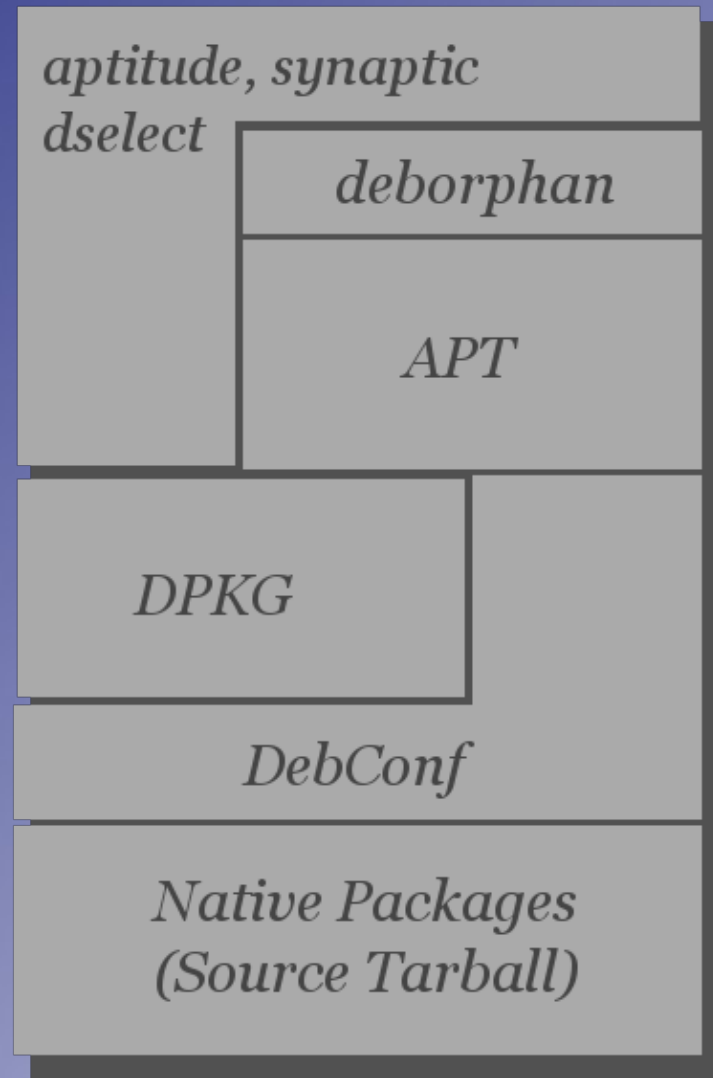 aptitude, synaptic
dselect
deborphan
APT
DPKG
DebConf
Native Packages
(Source Tarball)